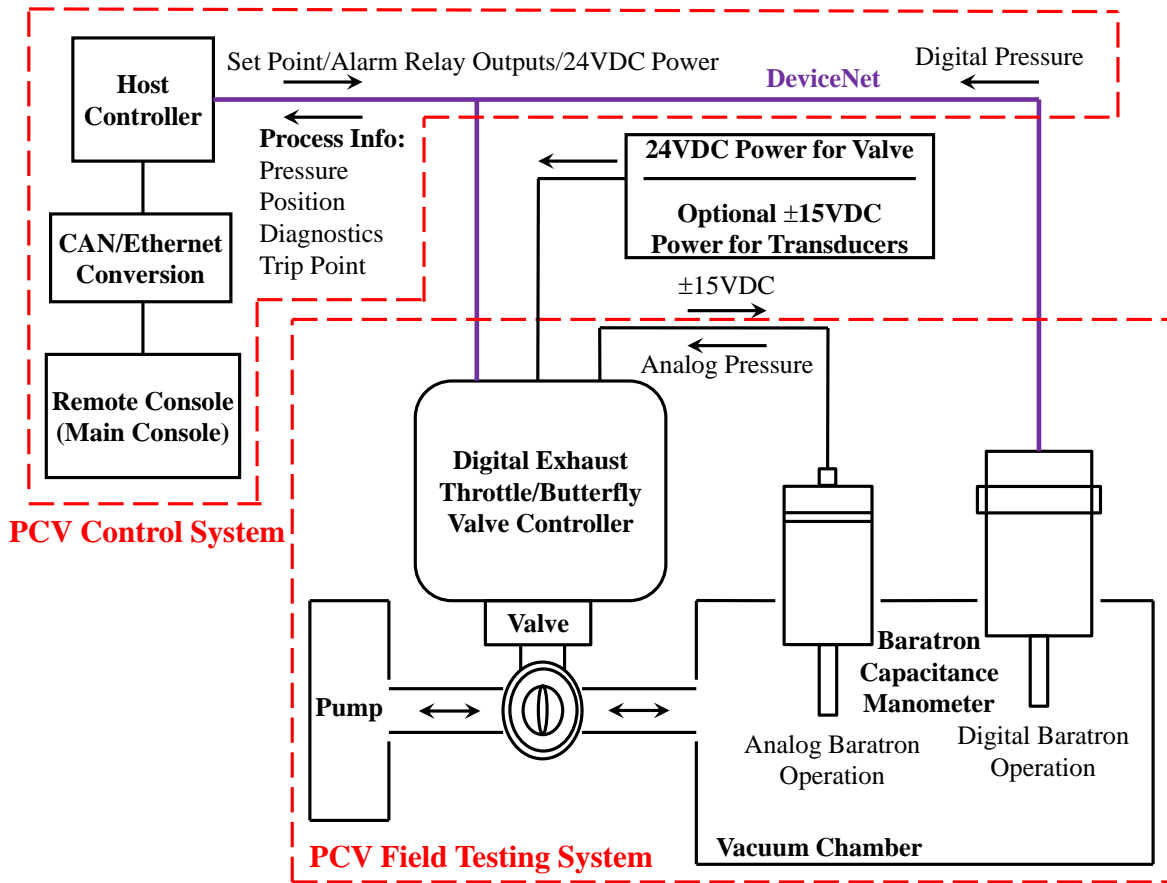 Host
Controller
Set Point/Alarm Relay Outputs/24VDC Power
DeviceNet
Digital Pressure
Process Info:
Pressure
Position
Diagnostics
Trip Point
24VDC Power for Valve
Optional ±15VDC
Power for Transducers
CAN/Ethernet
Conversion
±15VDC
Analog Pressure
Remote Console
(Main Console)
PCV Control System
Digital Exhaust
Throttle/Butterfly
Valve Controller
Valve
Pump
Baratron
Capacitance
Manometer
Analog Baratron
Operation
Digital Baratron
Operation
Vacuum Chamber
PCV Field Testing System